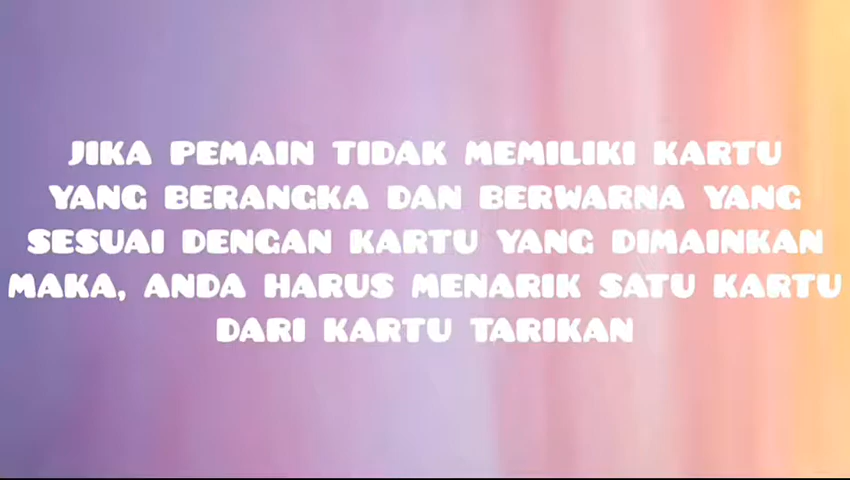 JIKA PEMAIN TIDAK MEMILIKI KARTU
YANG BERANGKA DAN BERWARNA YANG
SESUAI DENGAN KARTU YANG DIMAINKAN
MAKA, ANDA HARUS MENARIK SATU KARTU
DARI KARTU TARIKAN